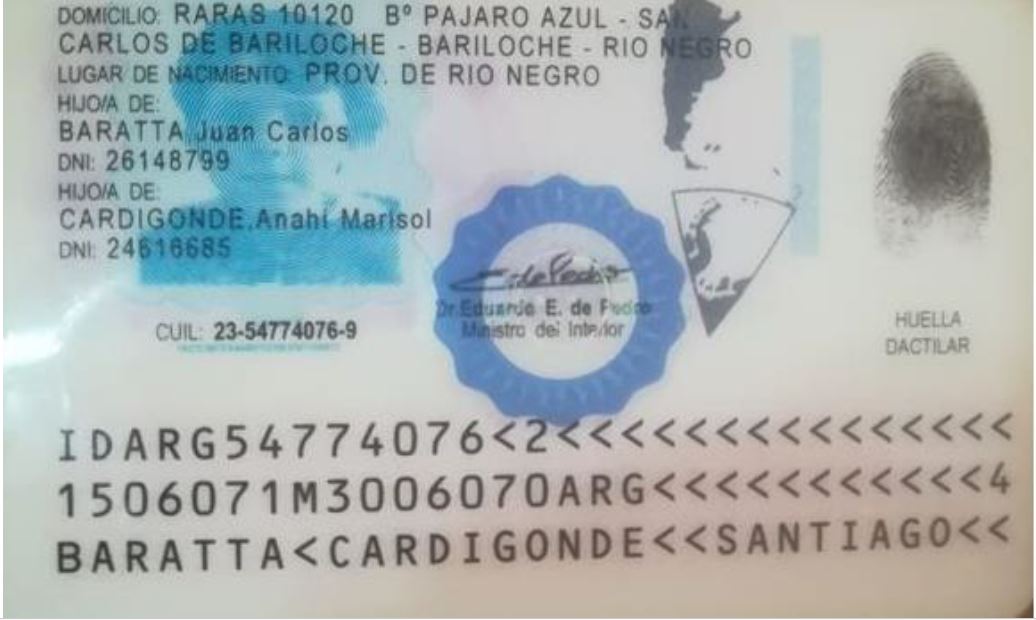 DOMICILIO: RARAS 10120 Bº PAJARO AZUL - SAN
CARLOS DE BARILOCHE - BARILOCHE - RIO NEGRO
LUGAR DE NACIMIENTO: PROV. DE RIO NEGRO
HIJO/A DE:
BARATTA, Juan Carlos
DNI: 26148799
HIJO/A DE:
CARDIGONDE, Anahí Marisol
DNI: 24616685
CUIL: 23-54774076-9
Dr. Eduardo E. de Pedro
Ministro del Interior
HUELLA
DACTILAR
IDARG54774076<2<<<<<<<<<<<<<<<
1506071M3006070ARG<<<<<<<<<<<4
BARATTA<CARDIGONDE<<SANTIAGO<<